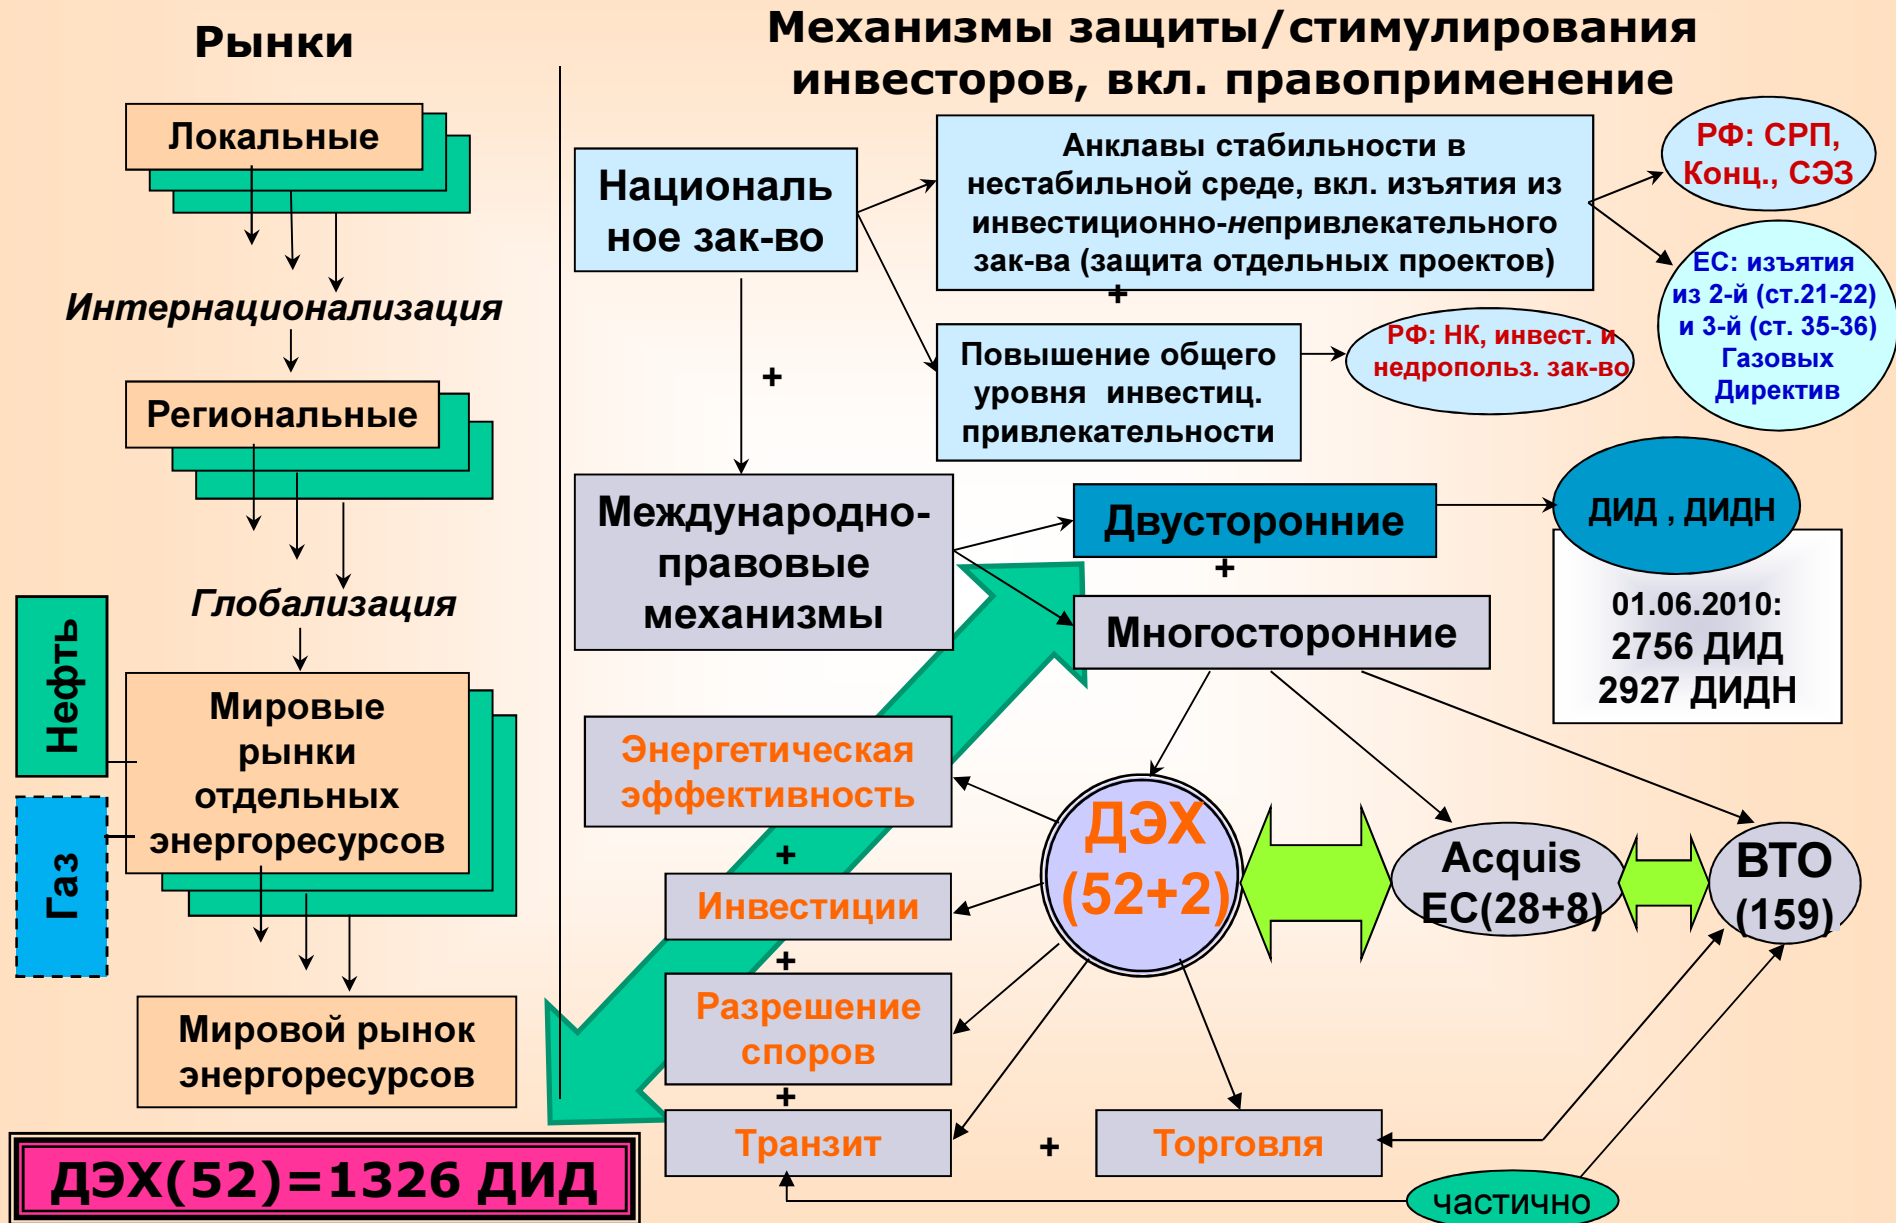 Рынки
Локальные
Интернационализация
Региональные
Глобализация
Нефть
Газ
Мировые
рынки
отдельных
энергоресурсов
Мировой рынок
энергоресурсов
ДЭХ(52)=1326 ДИД
Механизмы защиты/стимулирования
инвесторов, вкл. правоприменение
Националь
ное зак-во
Анклавы стабильности в
нестабильной среде, вкл. изъятия из
инвестиционно-непривлекательного
зак-ва (защита отдельных проектов)
РФ: СРП,
Конц., СЭЗ
ЕС: изъятия
из 2-й (ст.21-22)
и 3-й (ст. 35-36)
Газовых
Директив
+
Повышение общего
уровня инвестиц.
привлекательности
РФ: НК, инвест. и
недропольз. зак-во
+
Международно-
правовые
механизмы
Двусторонние
ДИД , ДИДН
01.06.2010:
2756 ДИД
2927 ДИДН
+
Многосторонние
Энергетическая
эффективность
+
Инвестиции
+
Разрешение
споров
+
Транзит
+
Торговля
ДЭХ
(52+2)
Acquis
ЕС(28+8)
ВТО
(159)
частично